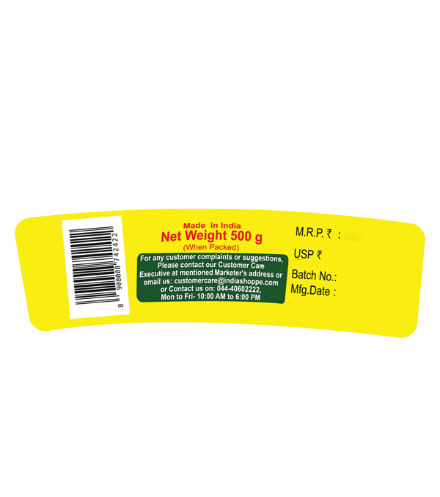 Made in India
Net Weight 500 g
(When Packed)
For any customer complaints or suggestions,
Please contact our Customer Care
Executive at mentioned Marketer's address or
email us: customercare@indiashoppe.com
or Contact us on: 044-40602222,
Mon to Fri- 10:00 AM to 6:00 PM
M.R.P. ₹ :
USP ₹
Batch No.:
Mfg.Date :
8 908008 742422